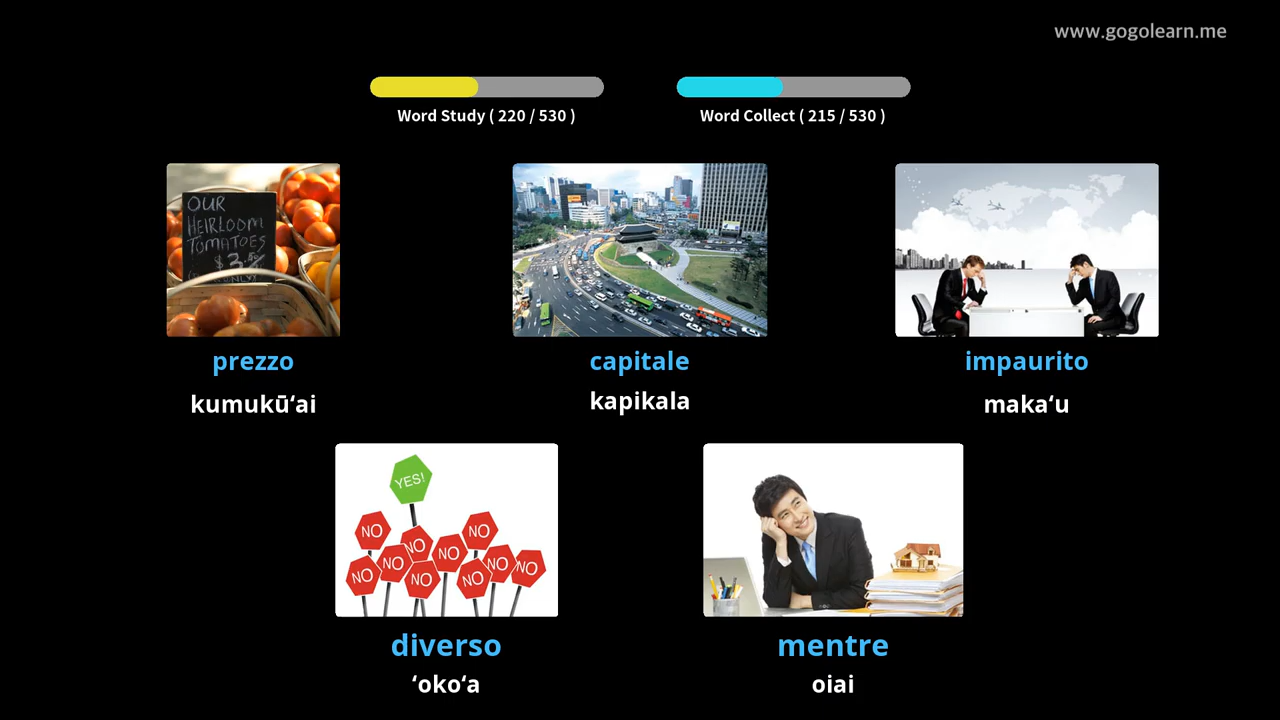 www.gogolearn.me
Word Study ( 220 / 530 )
Word Collect ( 215 / 530 )
OUR
HEIRLOOM
TOMATOES
prezzo
capitale
impaurito
kumukūʻai
kapikala
makaʻu
YES!
NO
NO
NO
NO
NO
NO
NO
NO
NO
NO
diverso
mentre
ʻokoʻa
oiai